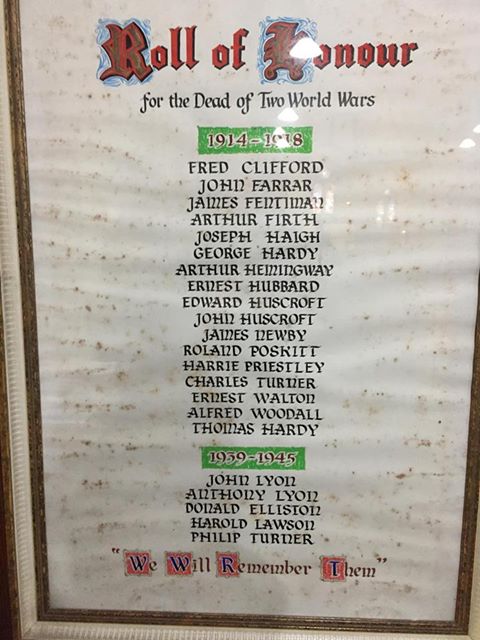 Roll of Honour
for the Dead of Two World Wars
1914-1918
FRED CLIFFORD
JOHN FARRAR
JAMES FENTIMAN
ARTHUR FIRTH
JOSEPH HAIGH
GEORGE HARDY
ARTHUR HEMINGWAY
ERNEST HUBBARD
EDWARD HUSCROFT
JOHN HUSCROFT
JAMES NEWBY
ROLAND POSKITT
HARRIE PRIESTLEY
CHARLES TURNER
ERNEST WALTON
ALFRED WOODALL
THOMAS HARDY
1939-1945
JOHN LYON
ANTHONY LYON
DONALD ELLISTON
HAROLD LAWSON
PHILIP TURNER
"We Will Remember Them"